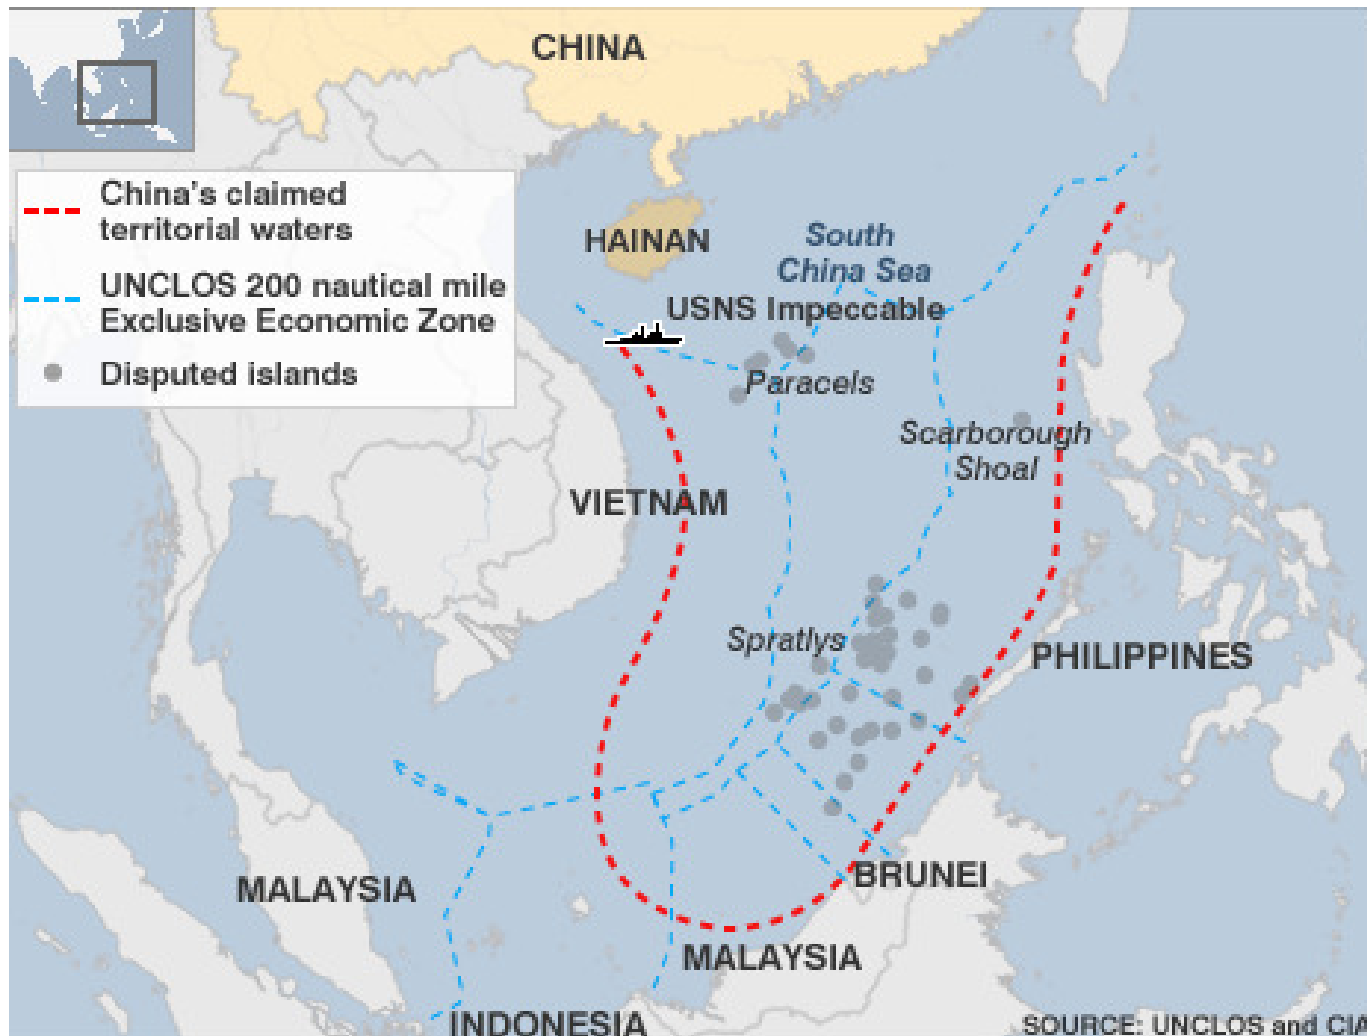 CHINA
China's claimed
territorial waters
UNCLOS 200 nautical mile
Exclusive Economic Zone
Disputed islands
HAINAN
South
China Sea
USNS Impeccable
Paracels
Scarborough
Shoal
VIETNAM
Spratlys
PHILIPPINES
MALAYSIA
BRUNEI
MALAYSIA
INDONESIA
SOURCE: UNCLOS and CIA